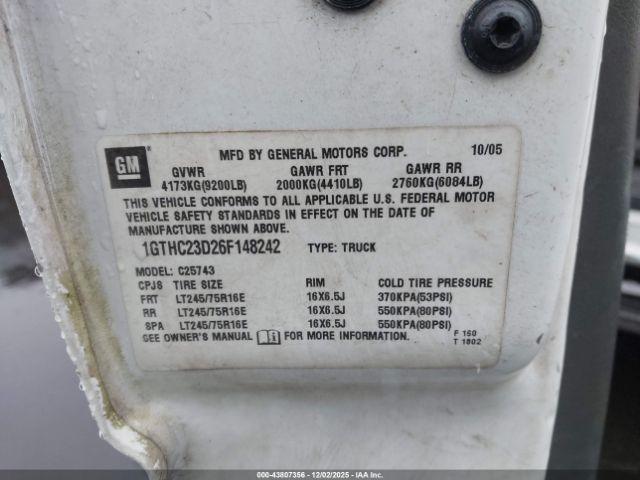 GM
MFD BY GENERAL MOTORS CORP. 10/05
GVWR GAWR FRT GAWR RR
4173KG(9200LB) 2000KG(4410LB) 2760KG(6084LB)
THIS VEHICLE CONFORMS TO ALL APPLICABLE U.S. FEDERAL MOTOR
VEHICLE SAFETY STANDARDS IN EFFECT ON THE DATE OF
MANUFACTURE SHOWN ABOVE.
1GTHC23D26F148242 TYPE: TRUCK
MODEL: C25743
CPJS TIRE SIZE RIM COLD TIRE PRESSURE
FRT LT245/75R16E 16X6.5J 370KPA(53PSI)
RR LT245/75R16E 16X6.5J 550KPA(80PSI)
SPA LT245/75R16E 16X6.5J 550KPA(80PSI)
SEE OWNER'S MANUAL i FOR MORE INFORMATION. F 160
T 1802
© -43807356 - 12/02/2025 - IAAI.COM